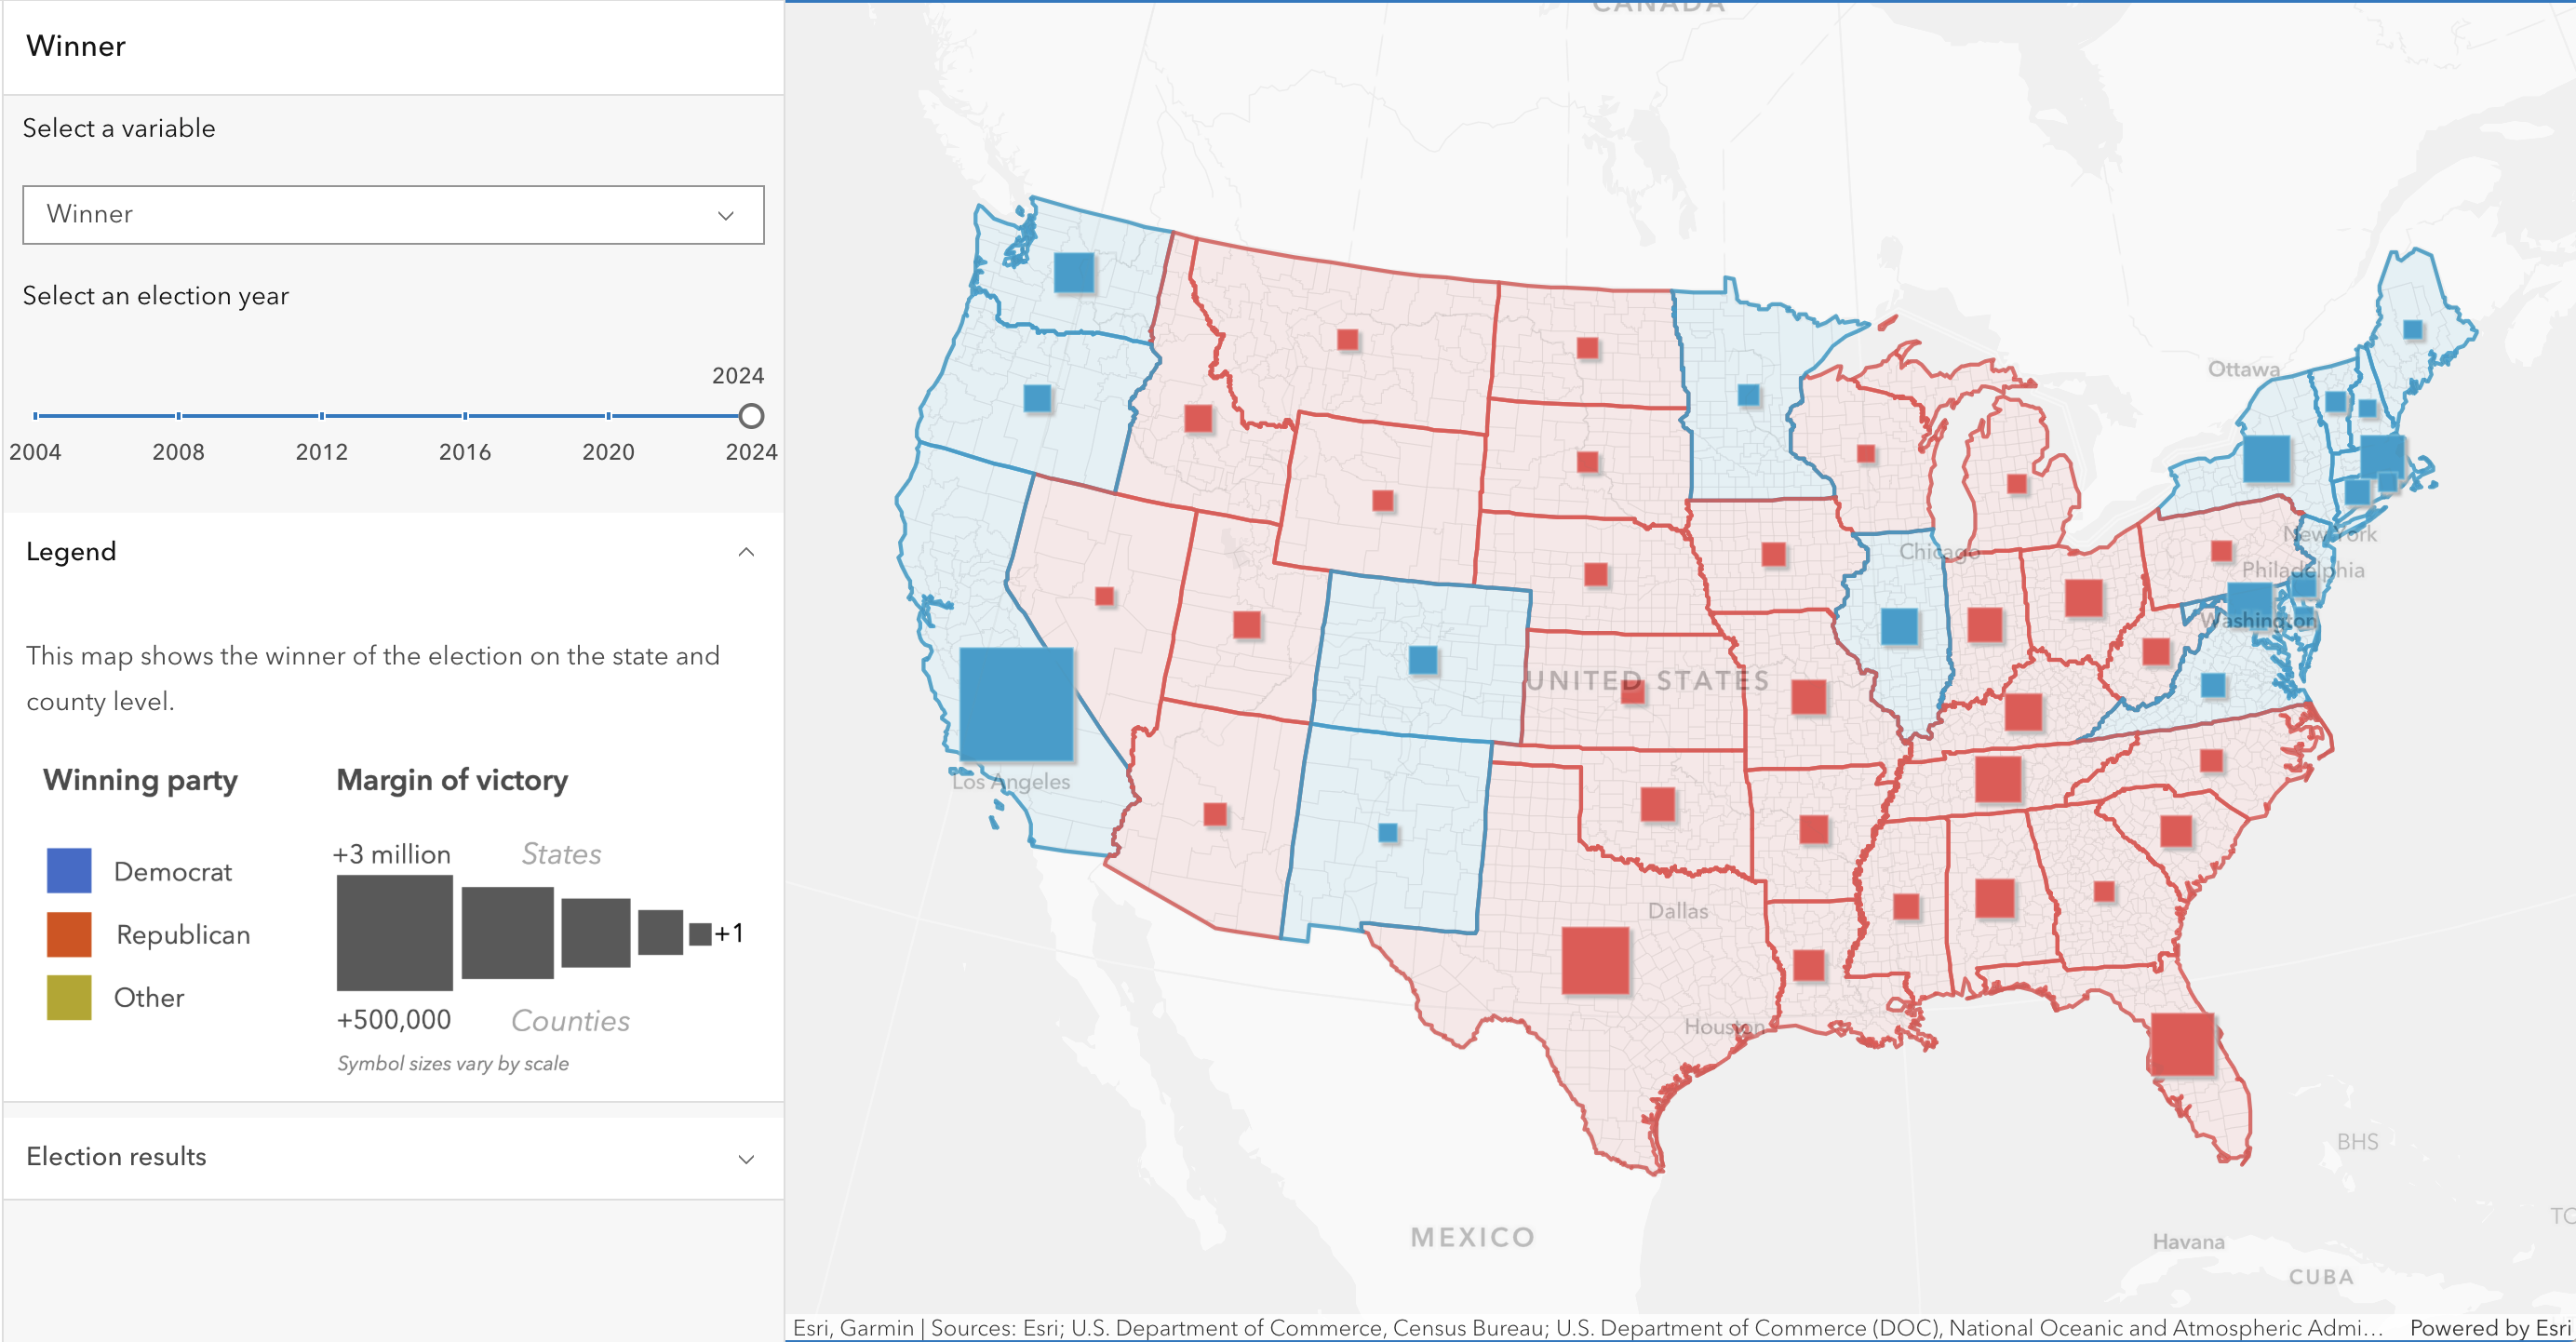 Winner
Select a variable
Winner
Select an election year
2024
2004 2008 2012 2016 2020 2024
Legend
This map shows the winner of the election on the state and
county level.
Winning party
Democrat
Republican
Other
Margin of victory
+3 million States
+1
+500,000 Counties
Symbol sizes vary by scale
Election results
CANADA
Ottawa
New York
Chicago
Philadelphia
Washington
UNITED STATES
Los Angeles
Dallas
Houston
BHS
TC
MEXICO
Havana
CUBA
Esri, Garmin | Sources: Esri; U.S. Department of Commerce, Census Bureau; U.S. Department of Commerce (DOC), National Oceanic and Atmospheric Admi... Powered by Esri